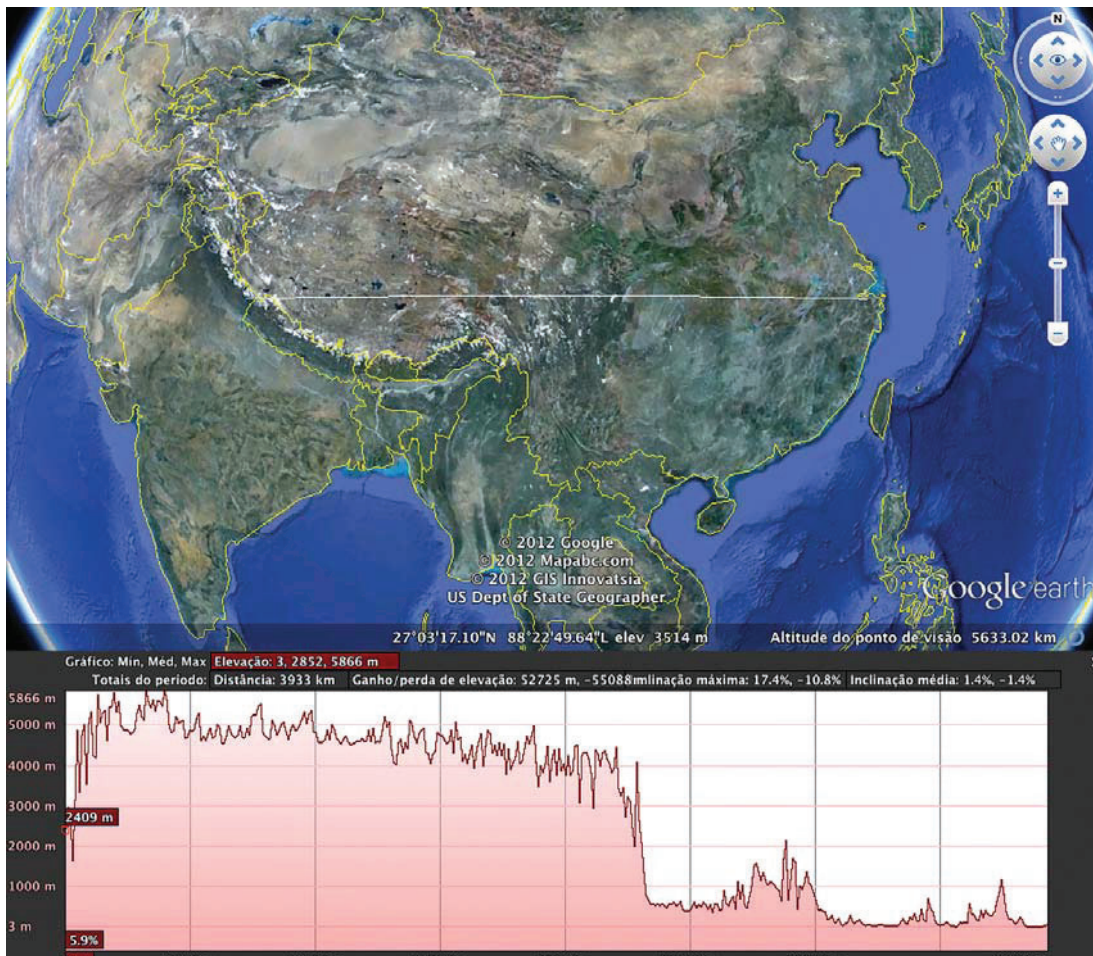 N
© 2012 Google
© 2012 Mapabc.com
© 2012 GIS Innovatsia
US Dept of State Geographer
Google earth
27°03'17.10"N 88°22'49.64"L elev 3514 m Altitude do ponto de visão 5633.02 km
Gráfico: Min, Méd, Max Elevação: 3, 2852, 5866 m
Totais do periodo: Distância: 3933 km Ganho/perda de elevação: 52725 m, -55088 mlinação máxima: 17.4%, -10.8% Inclinação média: 1.4%, -1.4%
5866 m
5000 m
4000 m
3000 m
2409 m
2000 m
1000 m
3 m
5.9%